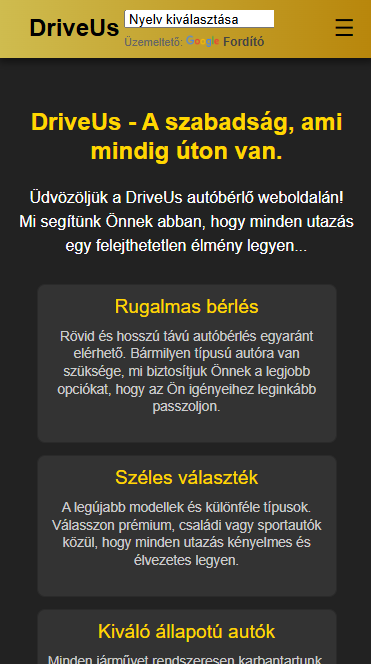 DriveUs
Nyelv kiválasztása
Üzemeltető: Google Fordító
DriveUs - A szabadság, ami
mindig úton van.
Üdvözöljük a DriveUs autóbérlő weboldalán!
Mi segítünk Önnek abban, hogy minden utazás
egy felejthetetlen élmény legyen...
Rugalmas bérlés
Rövid és hosszú távú autóbérlés egyaránt
elérhető. Bármilyen típusú autóra van
szüksége, mi biztosítjuk Önnek a legjobb
opciókat, hogy az Ön igényeihez leginkább
passzoljon.
Széles választék
A legújabb modellek és különféle típusok.
Válasszon prémium, családi vagy sportautók
közül, hogy minden utazás kényelmes és
élvezetes legyen.
Kiváló állapotú autók
Minden járművet rendszeresen karbantartunk